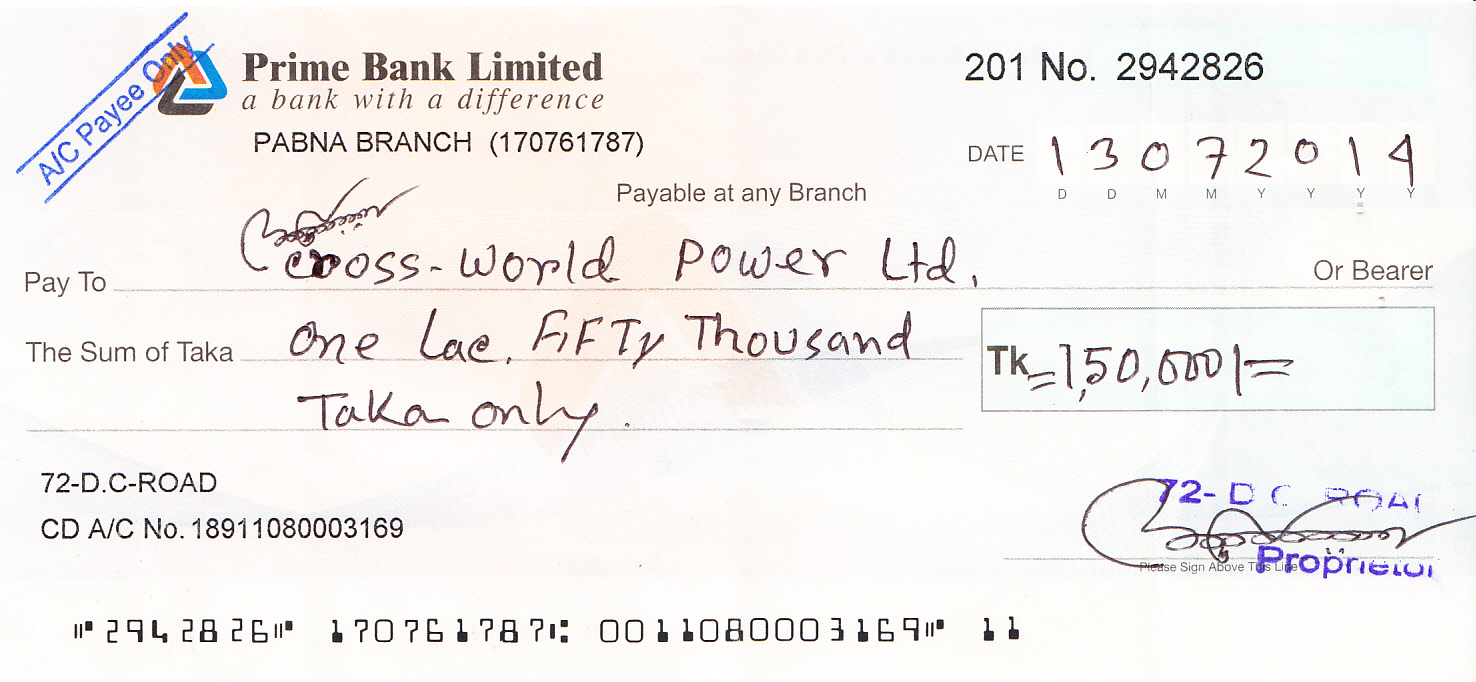 A/C Payee Only
Prime Bank Limited
a bank with a difference
PABNA BRANCH (170761787)
201 No. 2942826
DATE 13072014
D D M M Y Y Y Y
Payable at any Branch
Pay To Cross-World Power Ltd.
Or Bearer
The Sum of Taka One Lac. Fifty Thousand
Taka only.
Tk =1,50,000/=
72-D.C-ROAD
CD A/C No. 18911080003169
72- D C ROAD
Proprietor
Please Sign Above This Line
⑈2942826⑈ 170761787⑆ 0011080003169⑈ 11